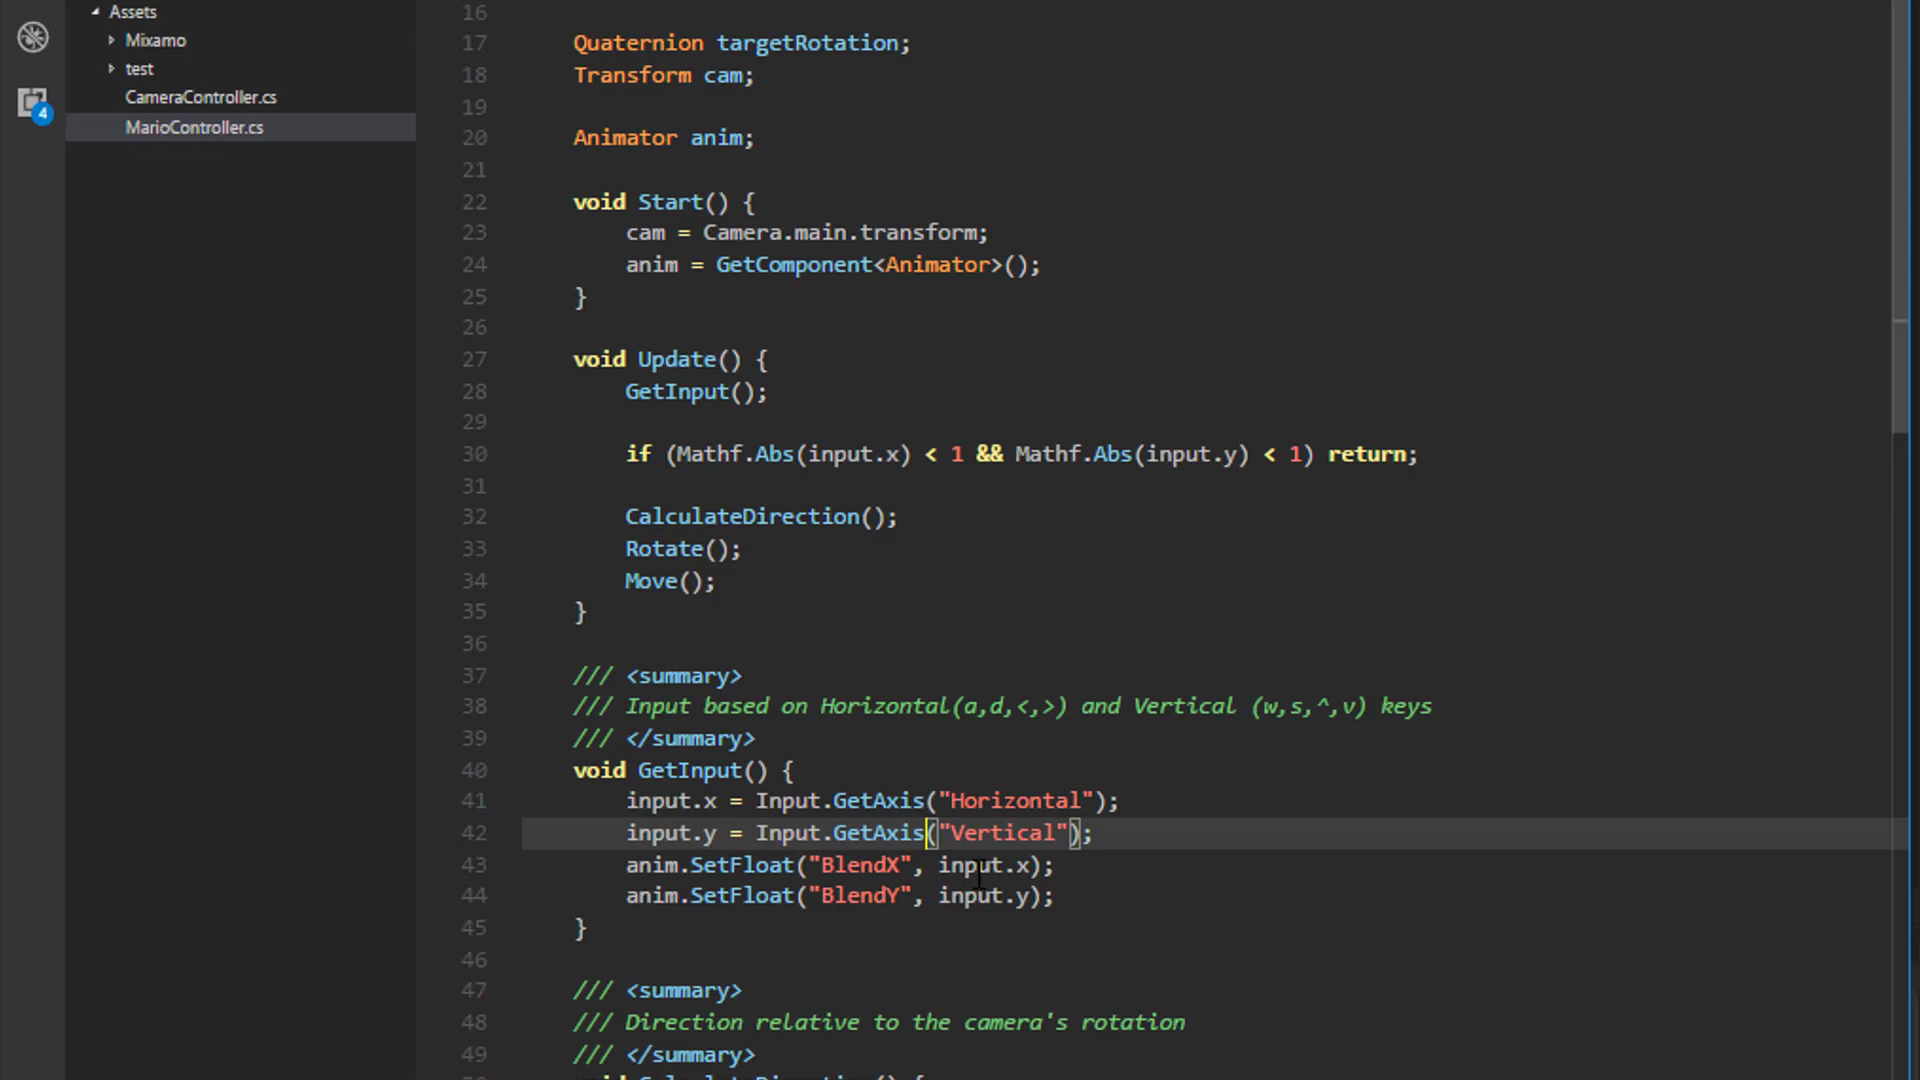 Assets
Mixamo
test
CameraController.cs
MarioController.cs
4
16
17 Quaternion targetRotation;
18 Transform cam;
19
20 Animator anim;
21
22 void Start() {
23 cam = Camera.main.transform;
24 anim = GetComponent<Animator>();
25 }
26
27 void Update() {
28 GetInput();
29
30 if (Mathf.Abs(input.x) < 1 && Mathf.Abs(input.y) < 1) return;
31
32 CalculateDirection();
33 Rotate();
34 Move();
35 }
36
37 /// <summary>
38 /// Input based on Horizontal(a,d,<,>) and Vertical (w,s,^,v) keys
39 /// </summary>
40 void GetInput() {
41 input.x = Input.GetAxis("Horizontal");
42 input.y = Input.GetAxis("Vertical");
43 anim.SetFloat("BlendX", input.x);
44 anim.SetFloat("BlendY", input.y);
45 }
46
47 /// <summary>
48 /// Direction relative to the camera's rotation
49 /// </summary>